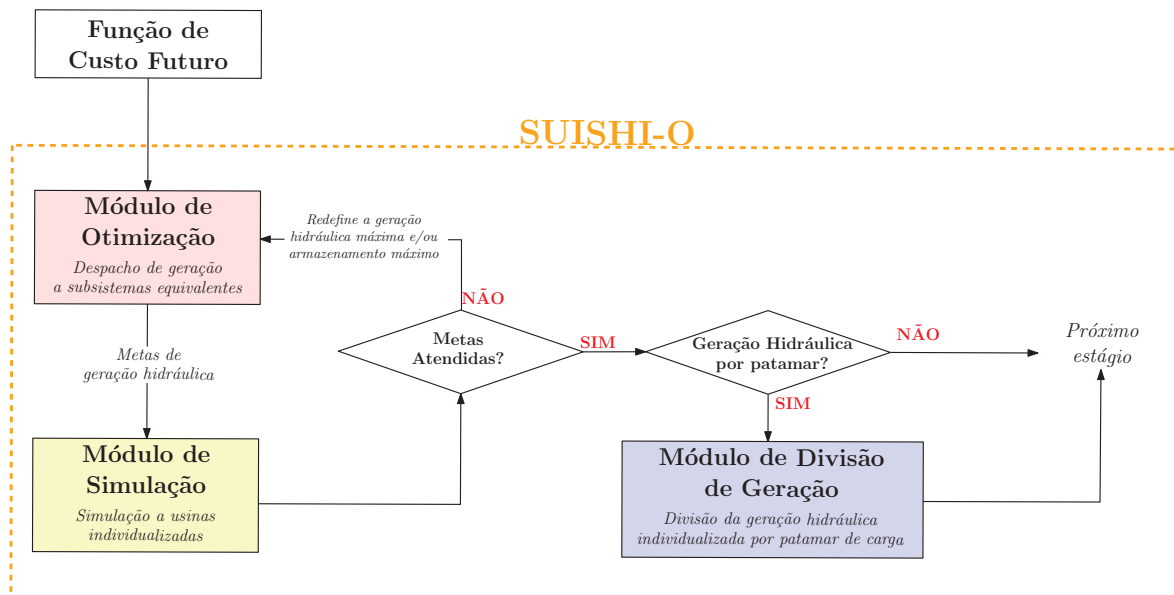 Função de
Custo Futuro
SUISHI-O
Módulo de
Otimização
Despacho de geração
a subsistemas equivalentes
Redefine a geração
hidráulica máxima e/ou
armazenamento máximo
NÃO
Metas
Atendidas?
SIM
Geração Hidráulica
por patamar?
NÃO
Próximo
estágio
SIM
Metas de
geração hidráulica
Módulo de
Simulação
Simulação a usinas
individualizadas
Módulo de Divisão
de Geração
Divisão da geração hidráulica
individualizada por patamar de carga